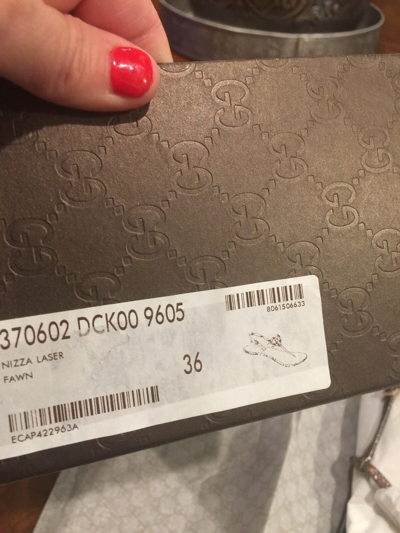 370602 DCK00 9605
8061506633
NIZZA LASER
FAWN
36
ECAP422963A